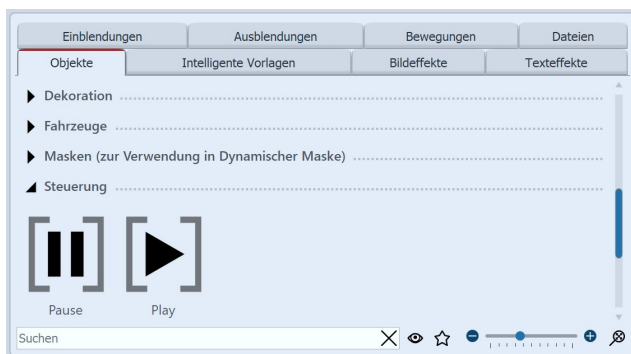 Einblendungen Ausblendungen Bewegungen Dateien
Objekte Intelligente Vorlagen Bildeffekte Texteffekte
Dekoration
Fahrzeuge
Masken (zur Verwendung in Dynamischer Maske)
Steuerung
Pause Play
Suchen